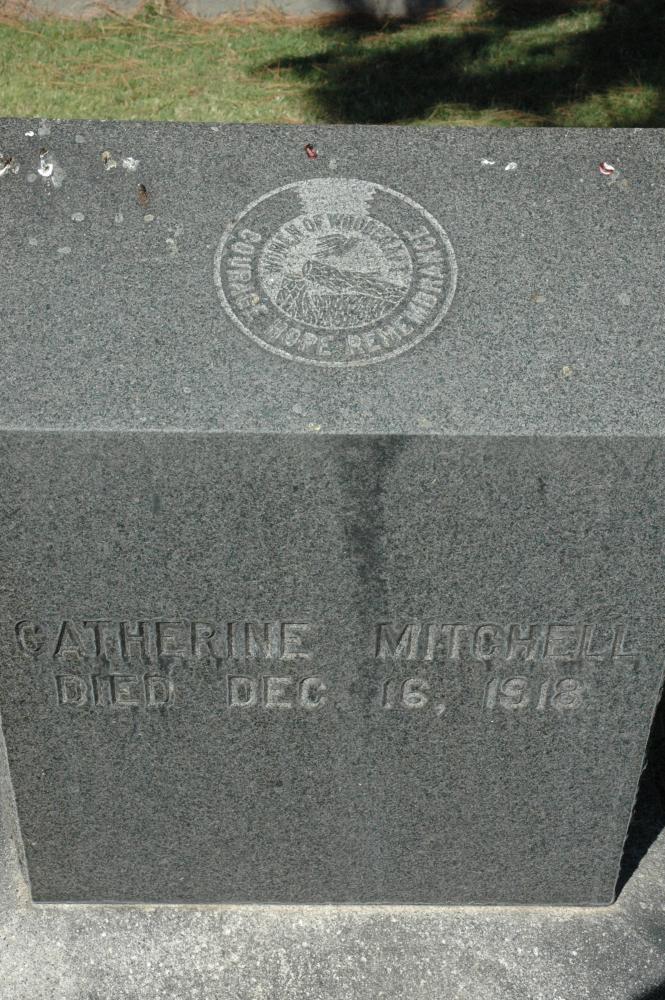 WOMEN OF WOODCRAFT
COURAGE HOPE REMEMBRANCE
CATHERINE MITCHELL
DIED DEC 16, 1918